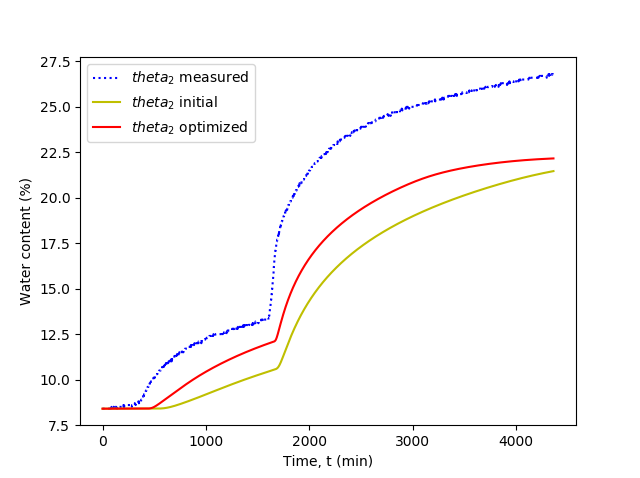 27.5
25.0
22.5
20.0
17.5
15.0
12.5
10.0
7.5
Water content (%)
theta₂ measured
theta₂ initial
theta₂ optimized
0 1000 2000 3000 4000
Time, t (min)